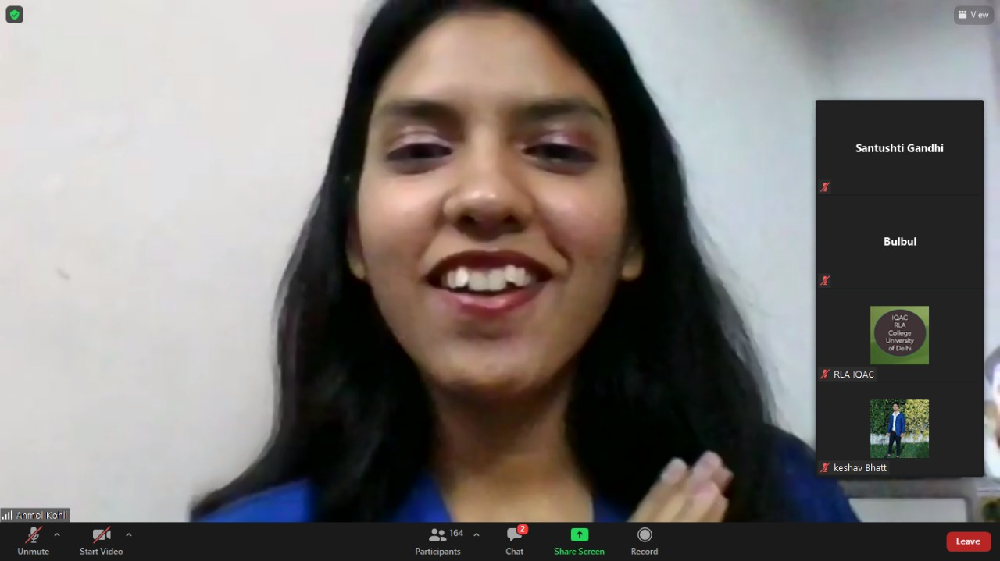 View
Santushti Gandhi
Bulbul
IQAC
RLA
College
University
of Delhi
RLA IQAC
keshav Bhatt
Anmol Kohli
Unmute
Start Video
164
Participants
2
Chat
Share Screen
Record
Leave